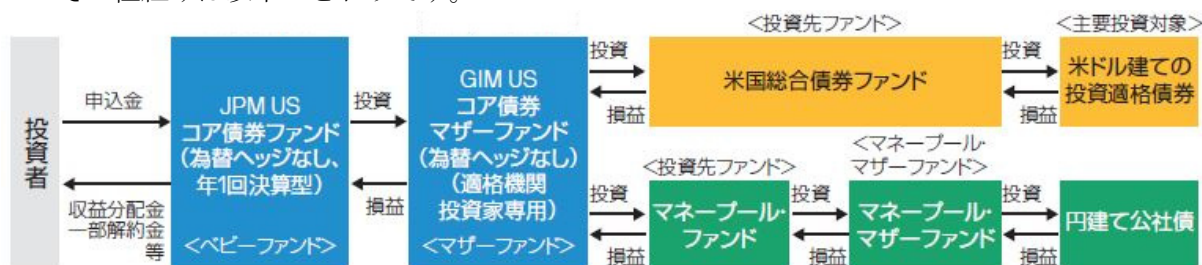 投資者
申込金
収益分配金
一部解約金
等
JPM US
コア債券ファンド
(為替ヘッジなし、
年1回決算型)
<ベビーファンド>
投資
損益
GIM US
コア債券
マザーファンド
(為替ヘッジなし)
(適格機関
投資家専用)
<マザーファンド>
投資
損益
<投資先ファンド>
米国総合債券ファンド
投資
損益
<主要投資対象>
米ドル建ての
投資適格債券
投資
損益
<投資先ファンド>
マネープール・
ファンド
投資
損益
<マネープール・
マザーファンド>
マネープール・
マザーファンド
投資
損益
円建て公社債